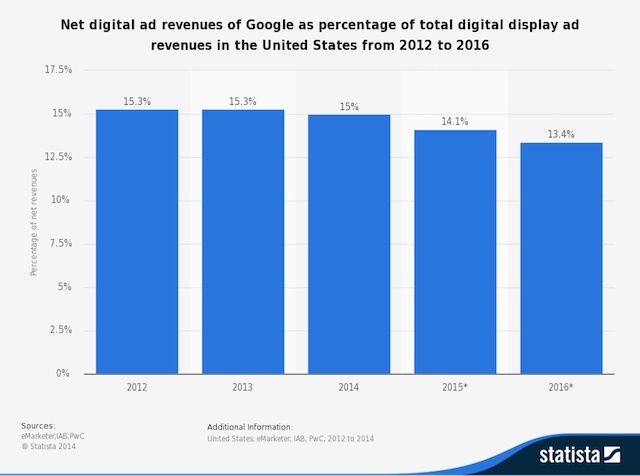 Net digital ad revenues of Google as percentage of total digital display ad
revenues in the United States from 2012 to 2016
17.5%
15%
12.5%
10%
7.5%
5%
2.5%
0%
Percentage of net revenues
15.3%
15.3%
15%
14.1%
13.4%
2012
2013
2014
2015*
2016*
Sources:
eMarketer;IAB;PwC
© Statista 2014
Additional Information:
United States; eMarketer; IAB; PwC; 2012 to 2014
statista